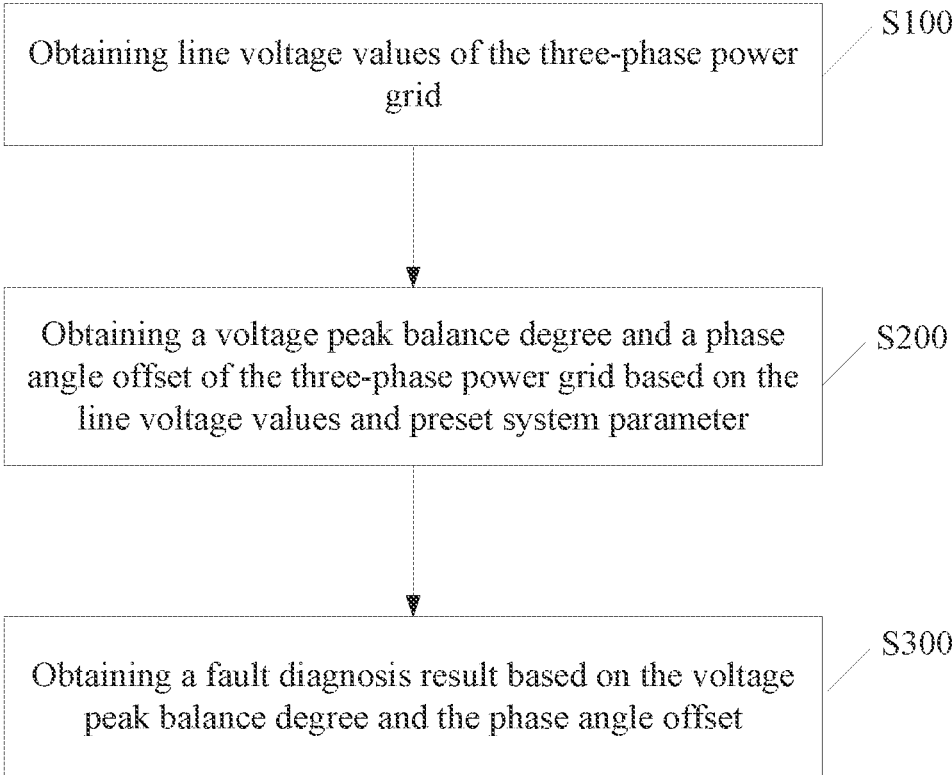 S100
Obtaining line voltage values of the three-phase power
grid
Obtaining a voltage peak balance degree and a phase
angle offset of the three-phase power grid based on the
line voltage values and preset system parameter
S200
Obtaining a fault diagnosis result based on the voltage
peak balance degree and the phase angle offset
S300